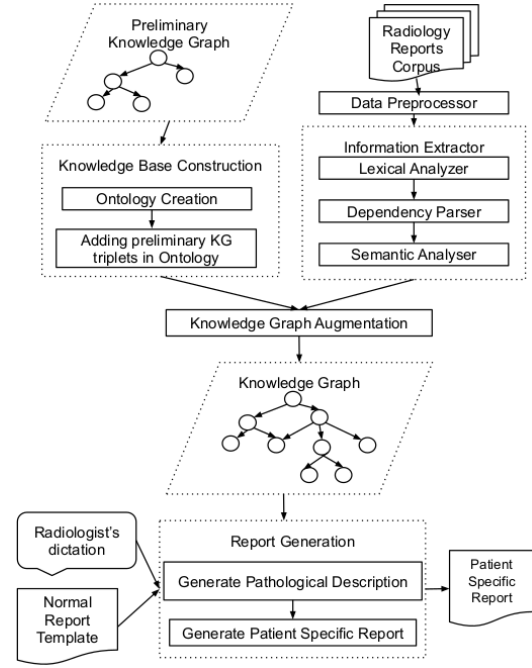 Preliminary
Knowledge Graph
Radiology
Reports
Corpus
Data Preprocessor
Knowledge Base Construction
Ontology Creation
Adding preliminary KG
triplets in Ontology
Information Extractor
Lexical Analyzer
Dependency Parser
Semantic Analyser
Knowledge Graph Augmentation
Knowledge Graph
Radiologist's
dictation
Normal
Report
Template
Report Generation
Generate Pathological Description
Generate Patient Specific Report
Patient
Specific
Report